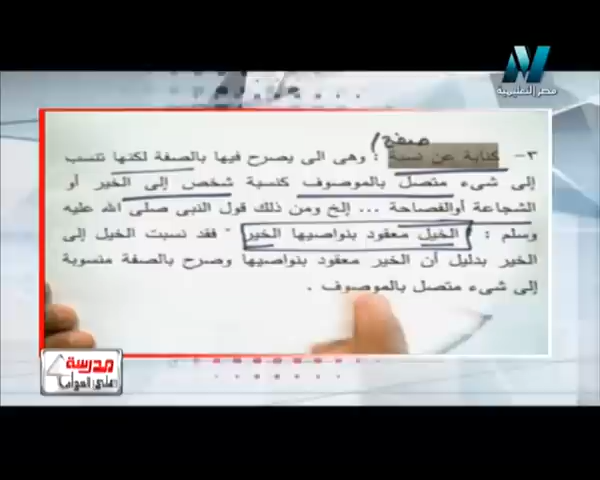 مصر التعليمية
صفح
٣- كناية عن نسبة : وهى التى يصرح فيها بالصفة لكنها تنسب
إلى شىء متصل بالموصوف كنسبة شخص إلى الخير أو
الشجاعة أوالفصاحة ... إلخ ومن ذلك قول النبى صلى الله عليه
وسلم : " الخيل معقود بنواصيها الخير " فقد نسبت الخيل إلى
الخير بدليل أن الخير معقود بنواصيها وصرح بالصفة منسوبة
إلى شىء متصل بالموصوف .
مدرسة
على الهواء